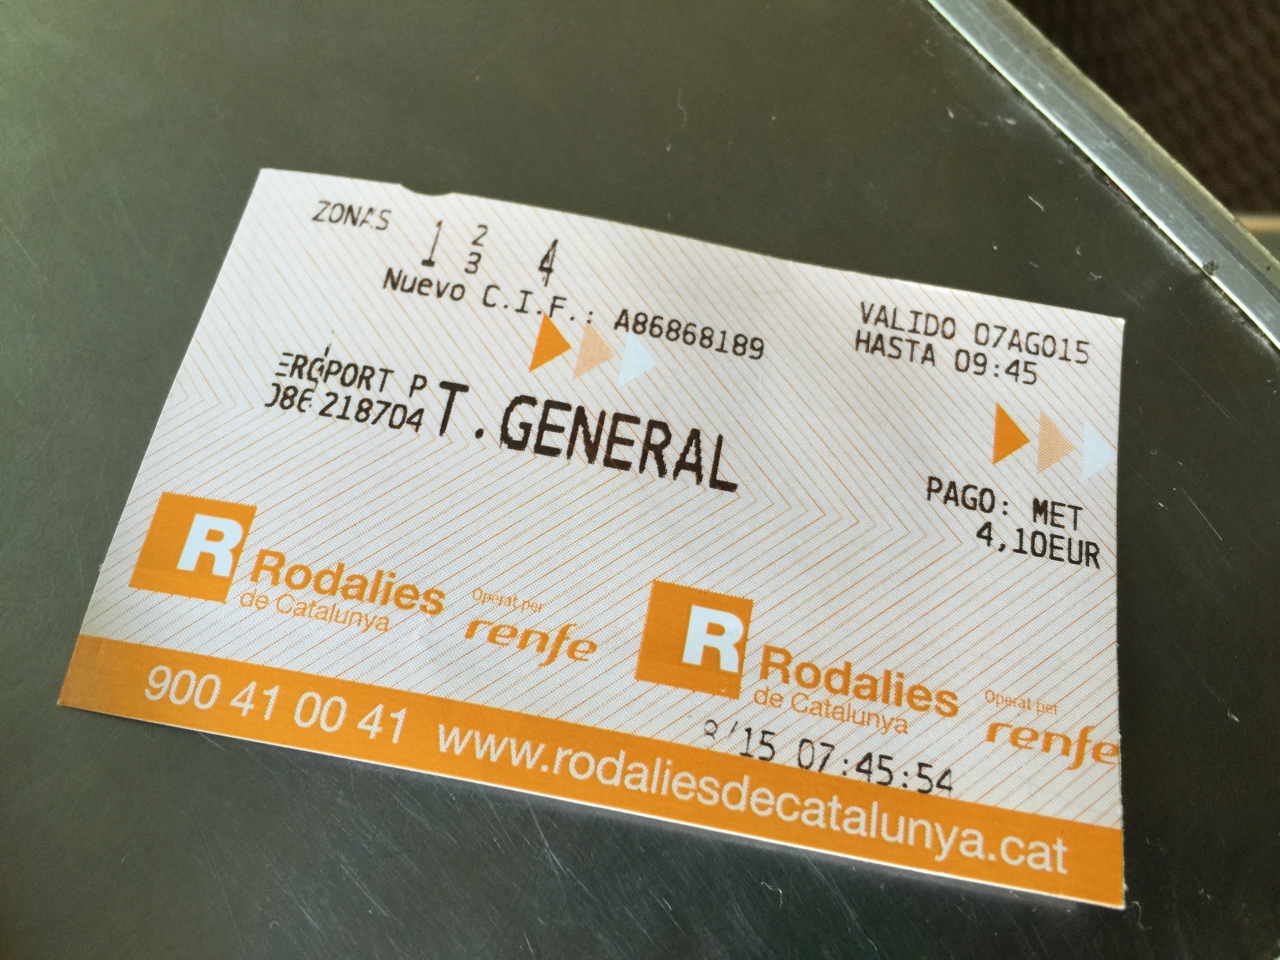 ZONAS 1 2 3 4
Nuevo C.I.F.: A86868189
VALIDO 07AGO15
HASTA 09:45
EROPORT P
218704
T. GENERAL
PAGO: MET
4,10EUR
R Rodalies
de Catalunya
Operat per
renfe
R Rodalies
de Catalunya
Operat per
renfe
8/15 07:45:54
900 41 00 41 www.rodaliesdecatalunya.cat